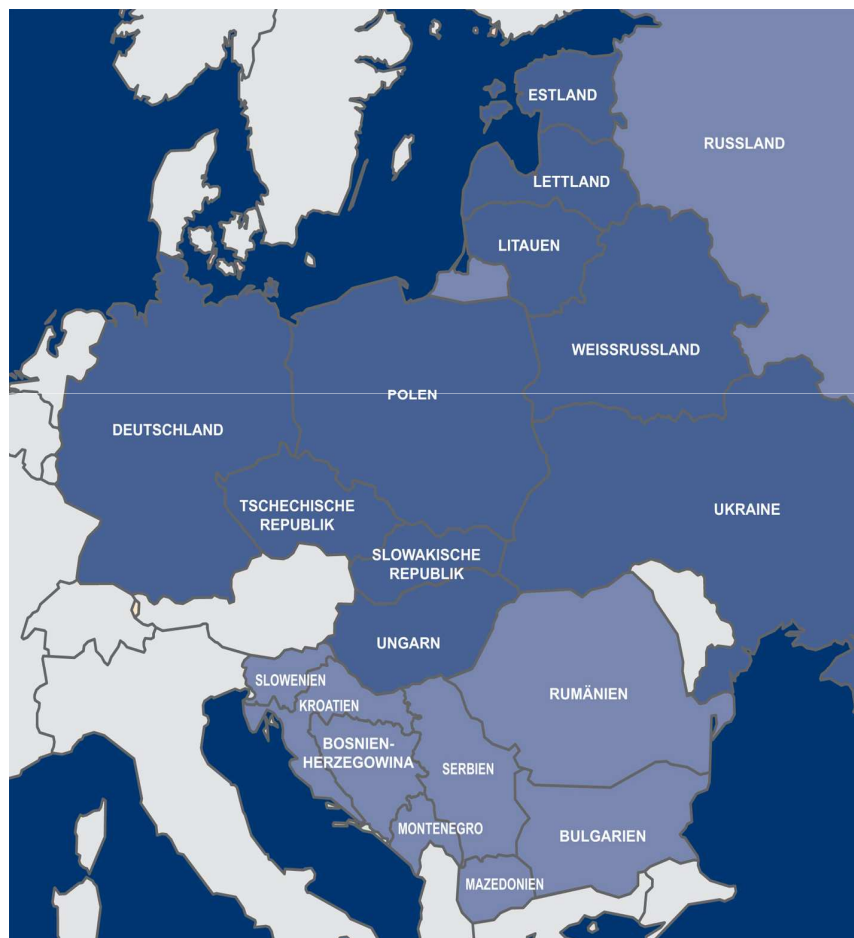 ESTLAND
RUSSLAND
LETTLAND
LITAUEN
WEISSRUSSLAND
POLEN
DEUTSCHLAND
TSCHECHISCHE
REPUBLIK
UKRAINE
SLOWAKISCHE
REPUBLIK
UNGARN
SLOWENIEN
RUMÄNIEN
KROATIEN
BOSNIEN-
HERZEGOWINA
SERBIEN
MONTENEGRO
BULGARIEN
MAZEDONIEN